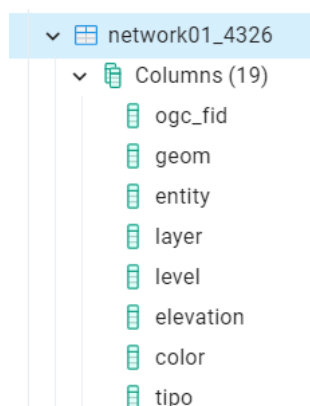 network01_4326
Columns (19)
ogc_fid
geom
entity
layer
level
elevation
color
tipo